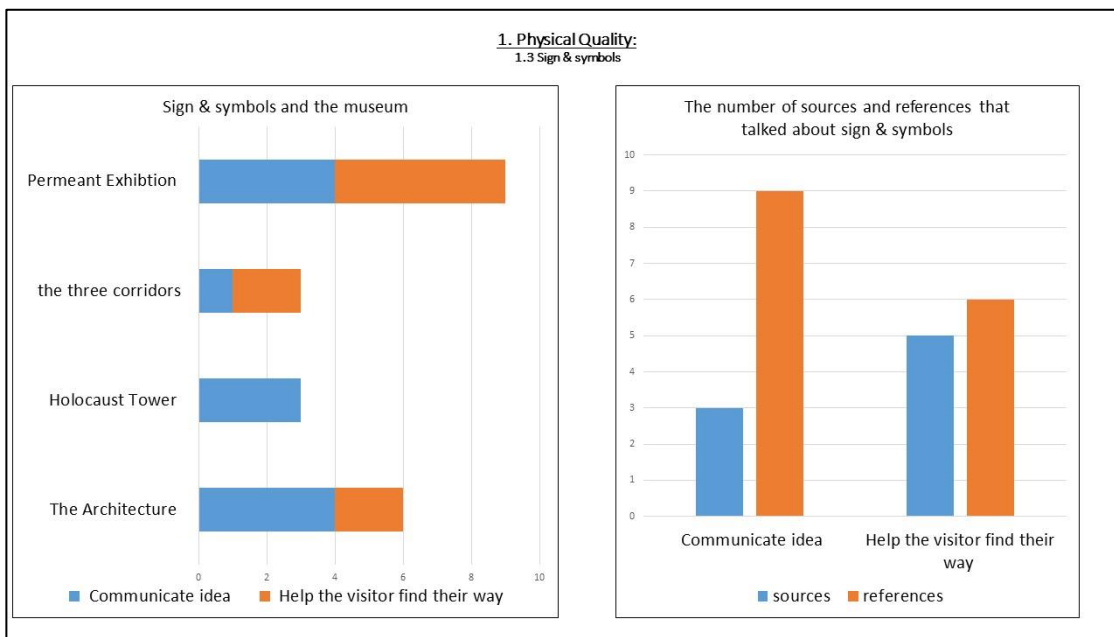 1. Physical Quality:
1.3 Sign & symbols
Sign & symbols and the museum
Permeant Exhibtion
the three corridors
Holocaust Tower
The Architecture
0 2 4 6 8 10
Communicate idea Help the visitor find their way
The number of sources and references that
talked about sign & symbols
10
9
8
7
6
5
4
3
2
1
0
Communicate idea Help the visitor find their
way
sources references